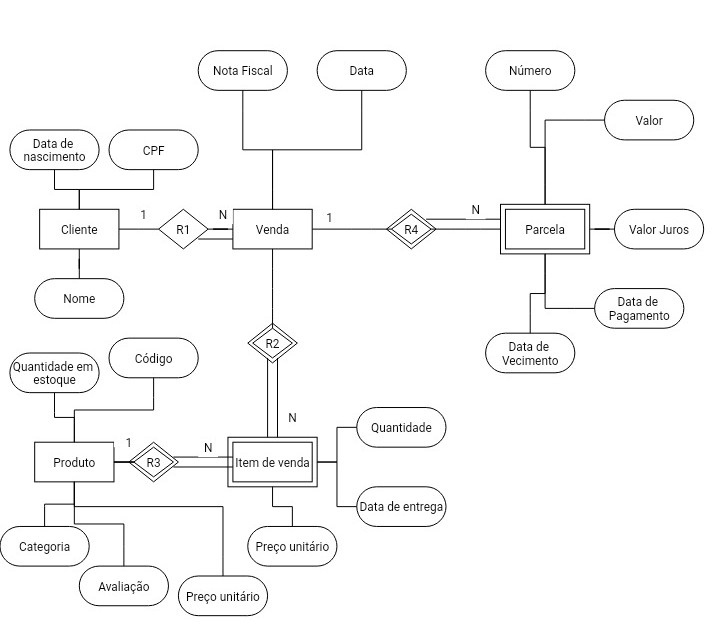 Nota Fiscal
Data
Número
Valor
Data de
nascimento
CPF
Cliente
1
R1
N
Venda
1
R4
N
Parcela
Valor Juros
Nome
Data de
Pagamento
Data de
Vecimento
R2
N
Quantidade em
estoque
Código
Produto
1
R3
N
Item de venda
Quantidade
Data de entrega
Preço unitário
Categoria
Avaliação
Preço unitário